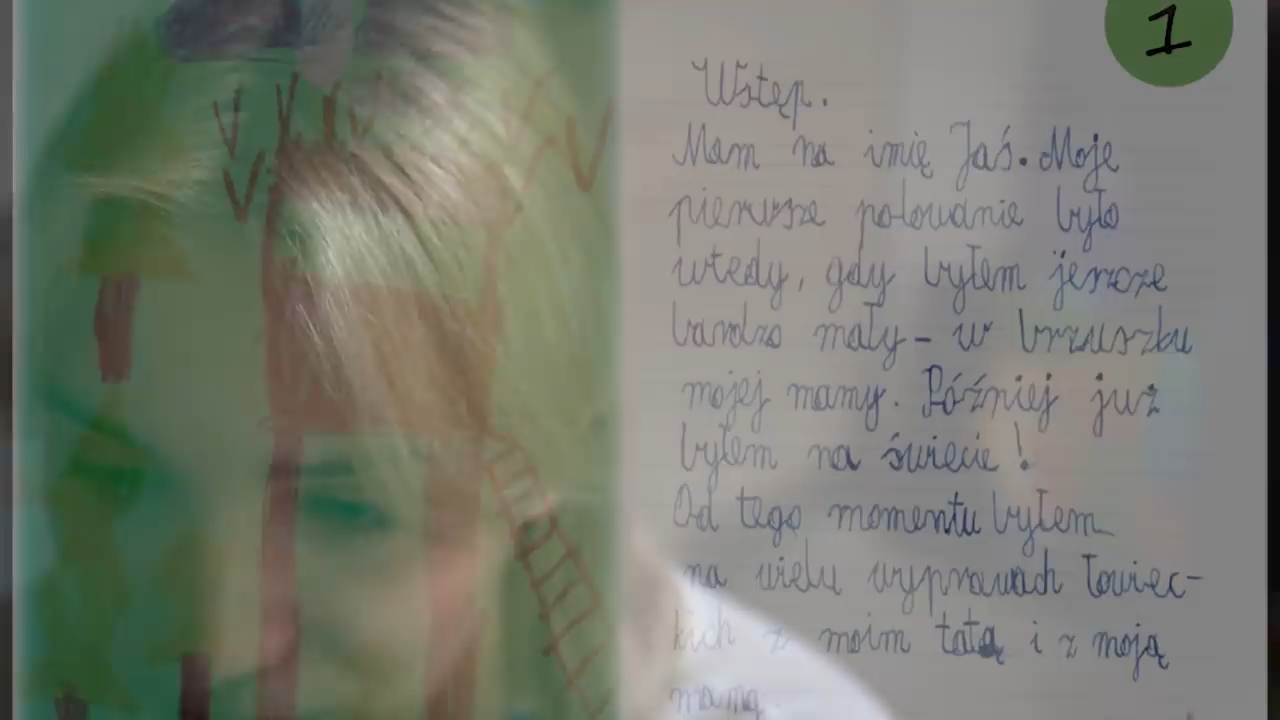 1
Wstęp.
Mam na imię Jaś. Moje
pierwsze polowanie było
wtedy, gdy byłem jeszcze
bardzo mały - w brzuszku
mojej mamy. Później już
byłem na świecie!
Od tego momentu byłem
na wielu wyprawach łowiec-
kich z moim tatą i z moją
mamą.